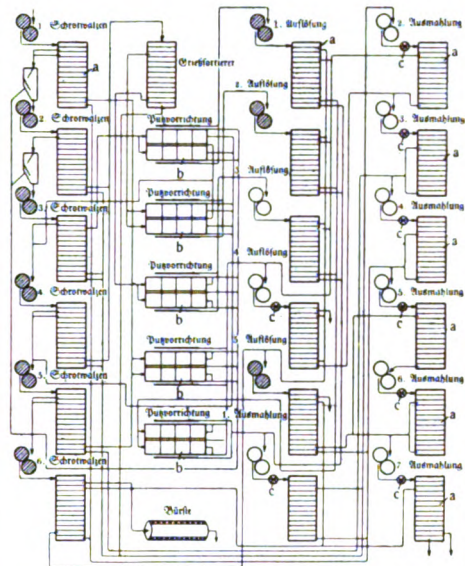 1. Schrotwalzen
a
2 Schrotwalzen
3. Schrotwalzen
4. Schrotwalzen
5. Schrotwalzen
6. Schrotwalzen
Grießsortierer
Putzvorrichtung
b
Putzvorrichtung
b
Putzvorrichtung
b
Putzvorrichtung
b
Putzvorrichtung
b
Bürste
1. Auflösung
a
2. Auflösung
3 Auflösung
4 Auflösung
c
5 Auflösung
1. Ausmahlung
c
2. Ausmahlung
c
a
3. Ausmahlung
c
a
4 Ausmahlung
c
a
5. Ausmahlung
c
a
6. Ausmahlung
c
a
7 Ausmahlung
c
a